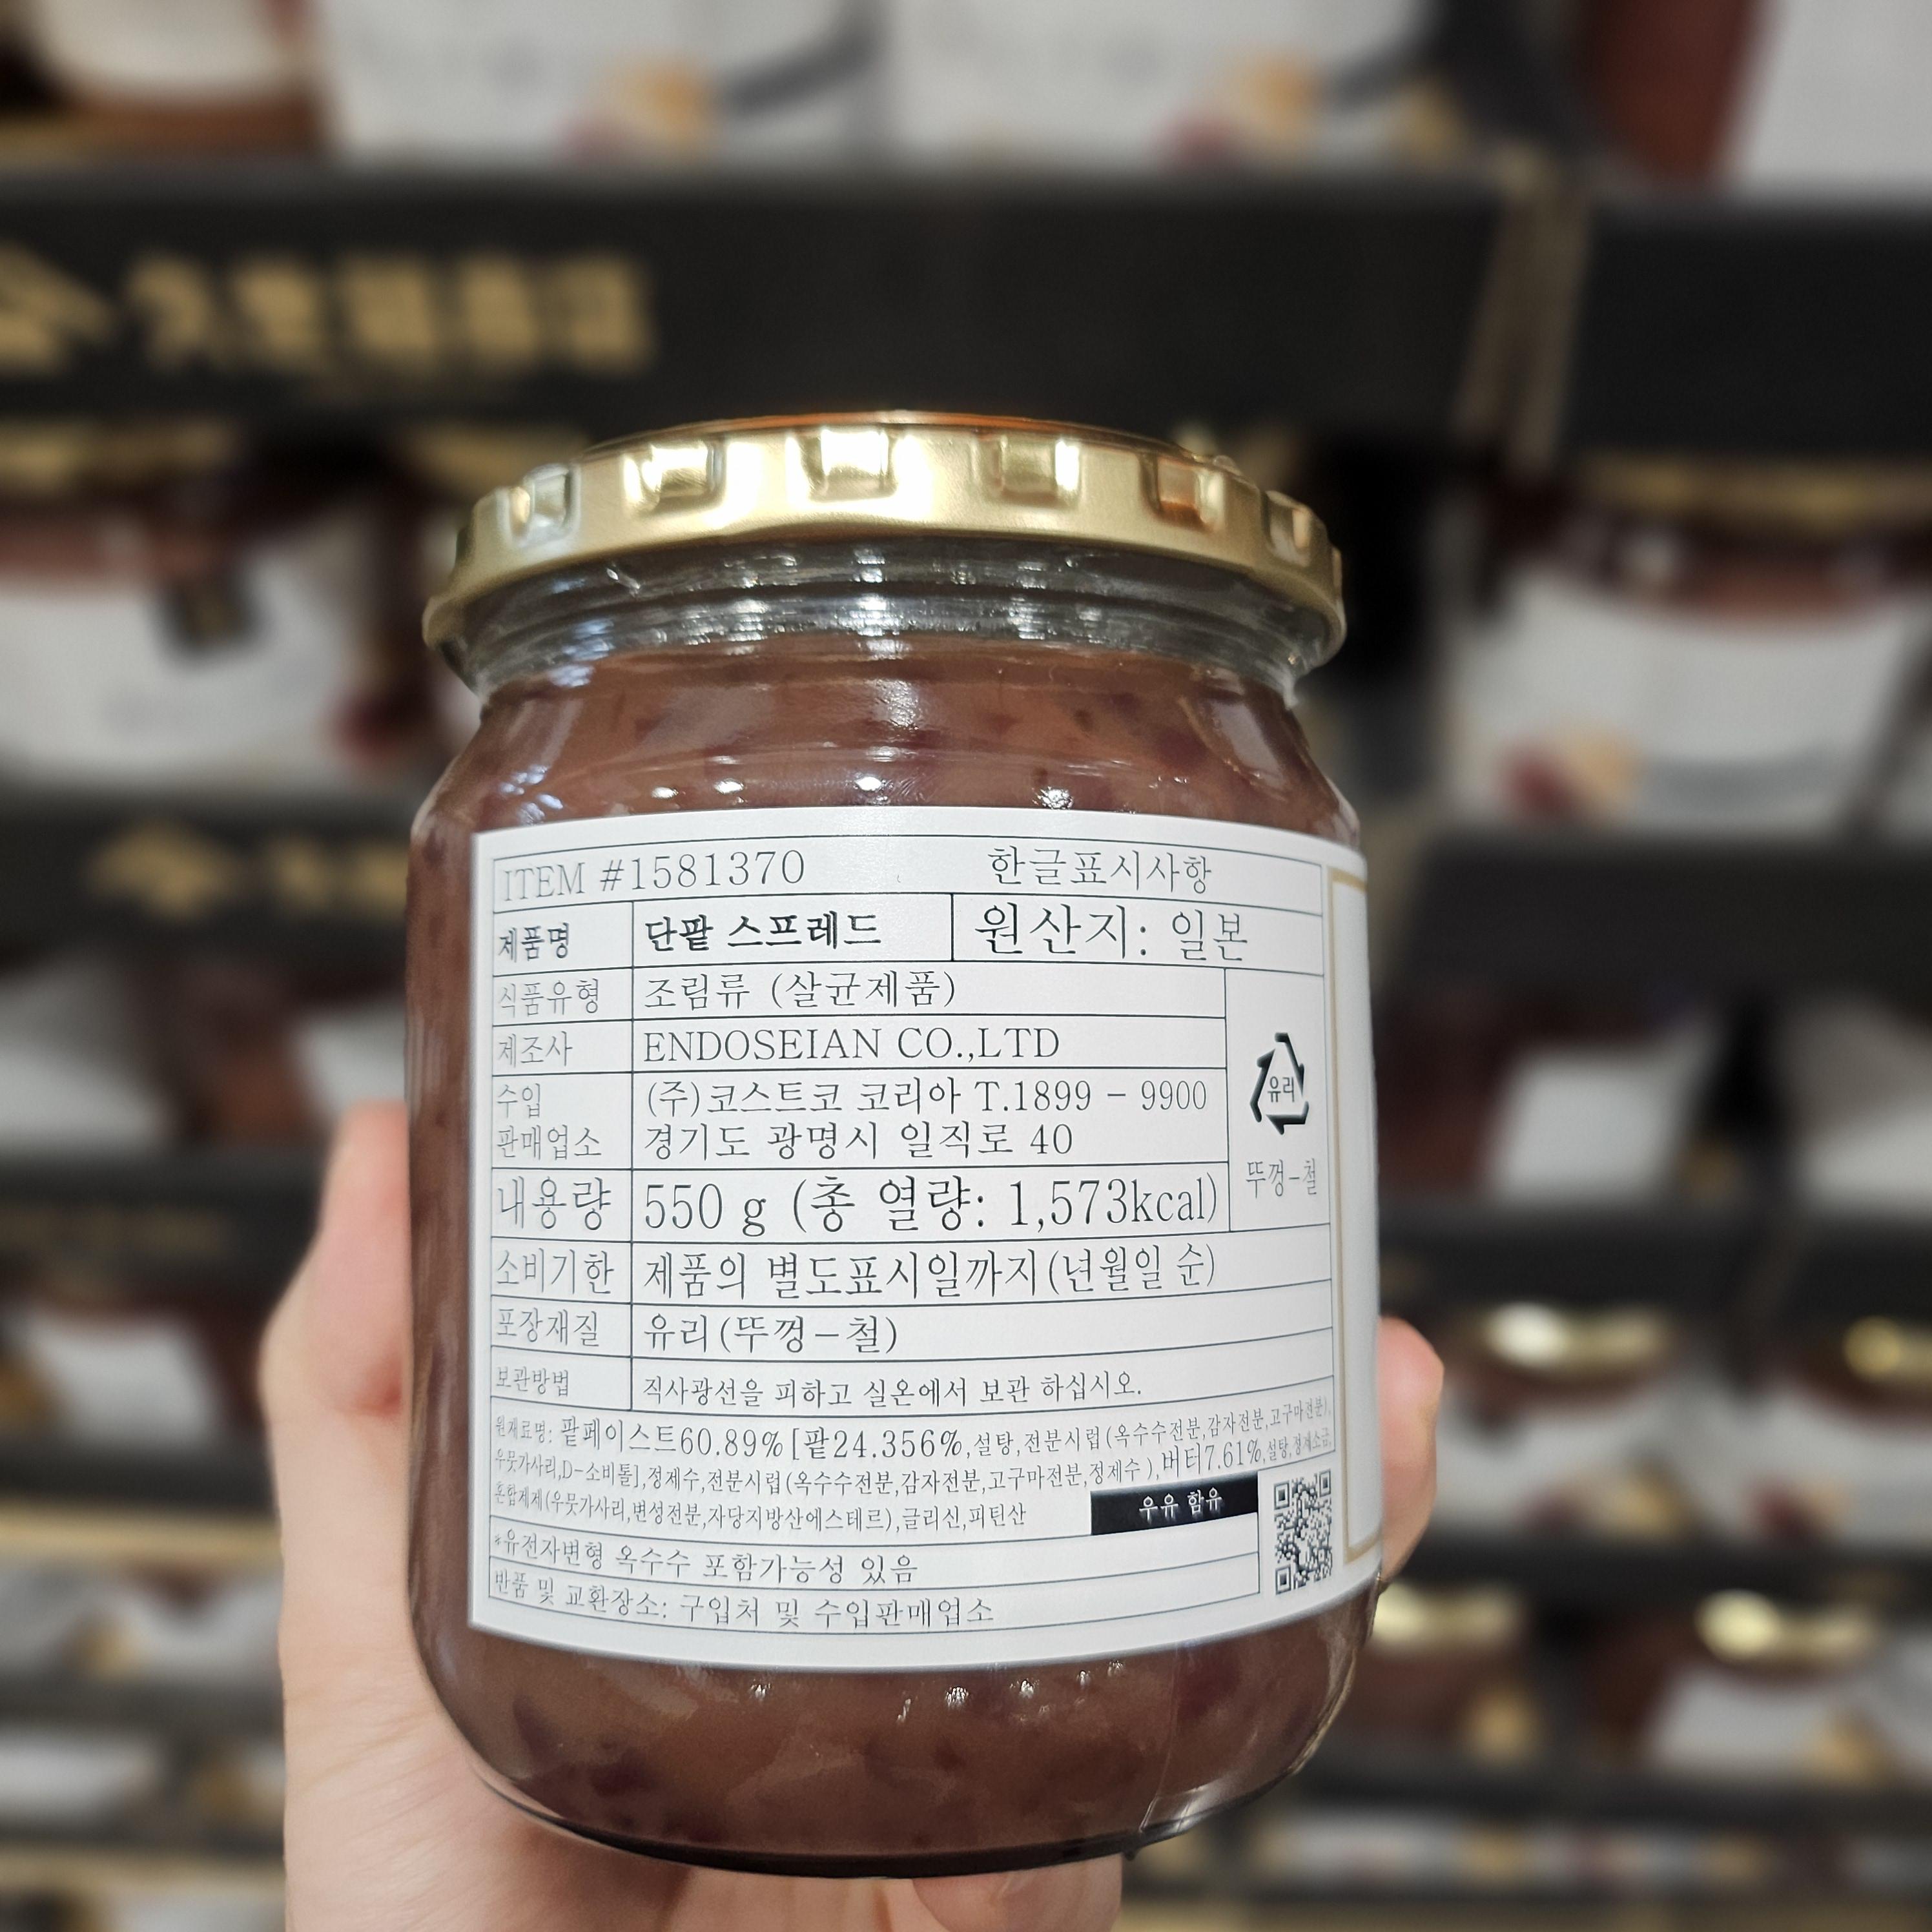 ITEM #1581370 한글표시사항
제품명 단팥 스프레드 원산지: 일본
식품유형 조림류 (살균제품)
제조사 ENDOSEIAN CO.,LTD
수입 (주)코스트코 코리아 T.1899 - 9900
판매업소 경기도 광명시 일직로 40
유리
뚜껑-철
내용량 550 g (총 열량: 1,573kcal)
소비기한 제품의 별도표시일까지(년월일 순)
포장재질 유리(뚜껑-철)
보관방법 직사광선을 피하고 실온에서 보관 하십시오.
원재료명: 팥페이스트60.89%[팥24.356%,설탕,전분시럽(옥수수전분,감자전분,고구마전분),
우뭇가사리,D-소비톨],정제수,전분시럽(옥수수전분,감자전분,고구마전분,정제수),버터7.61%,설탕,정제소금,
혼합제제(우뭇가사리,변성전분,자당지방산에스테르),글리신,피틴산
우유 함유
*유전자변형 옥수수 포함가능성 있음
반품 및 교환장소: 구입처 및 수입판매업소